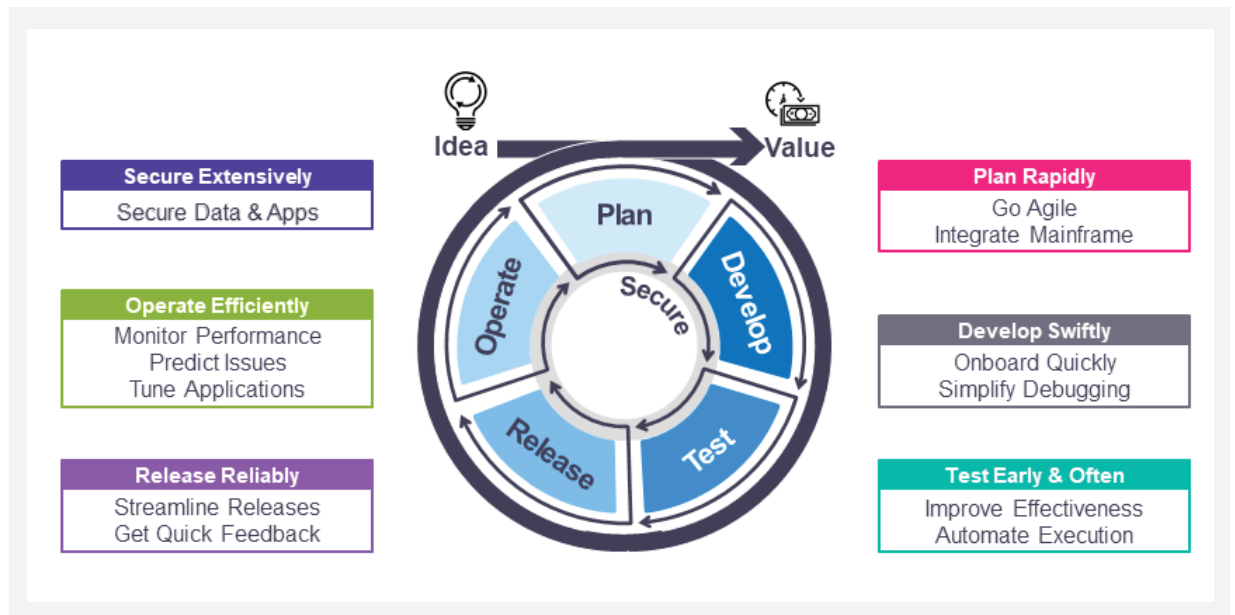 Idea
Value
Secure Extensively
Secure Data & Apps
Operate Efficiently
Monitor Performance
Predict Issues
Tune Applications
Release Reliably
Streamline Releases
Get Quick Feedback
Plan
Develop
Test
Release
Operate
Secure
Plan Rapidly
Go Agile
Integrate Mainframe
Develop Swiftly
Onboard Quickly
Simplify Debugging
Test Early & Often
Improve Effectiveness
Automate Execution